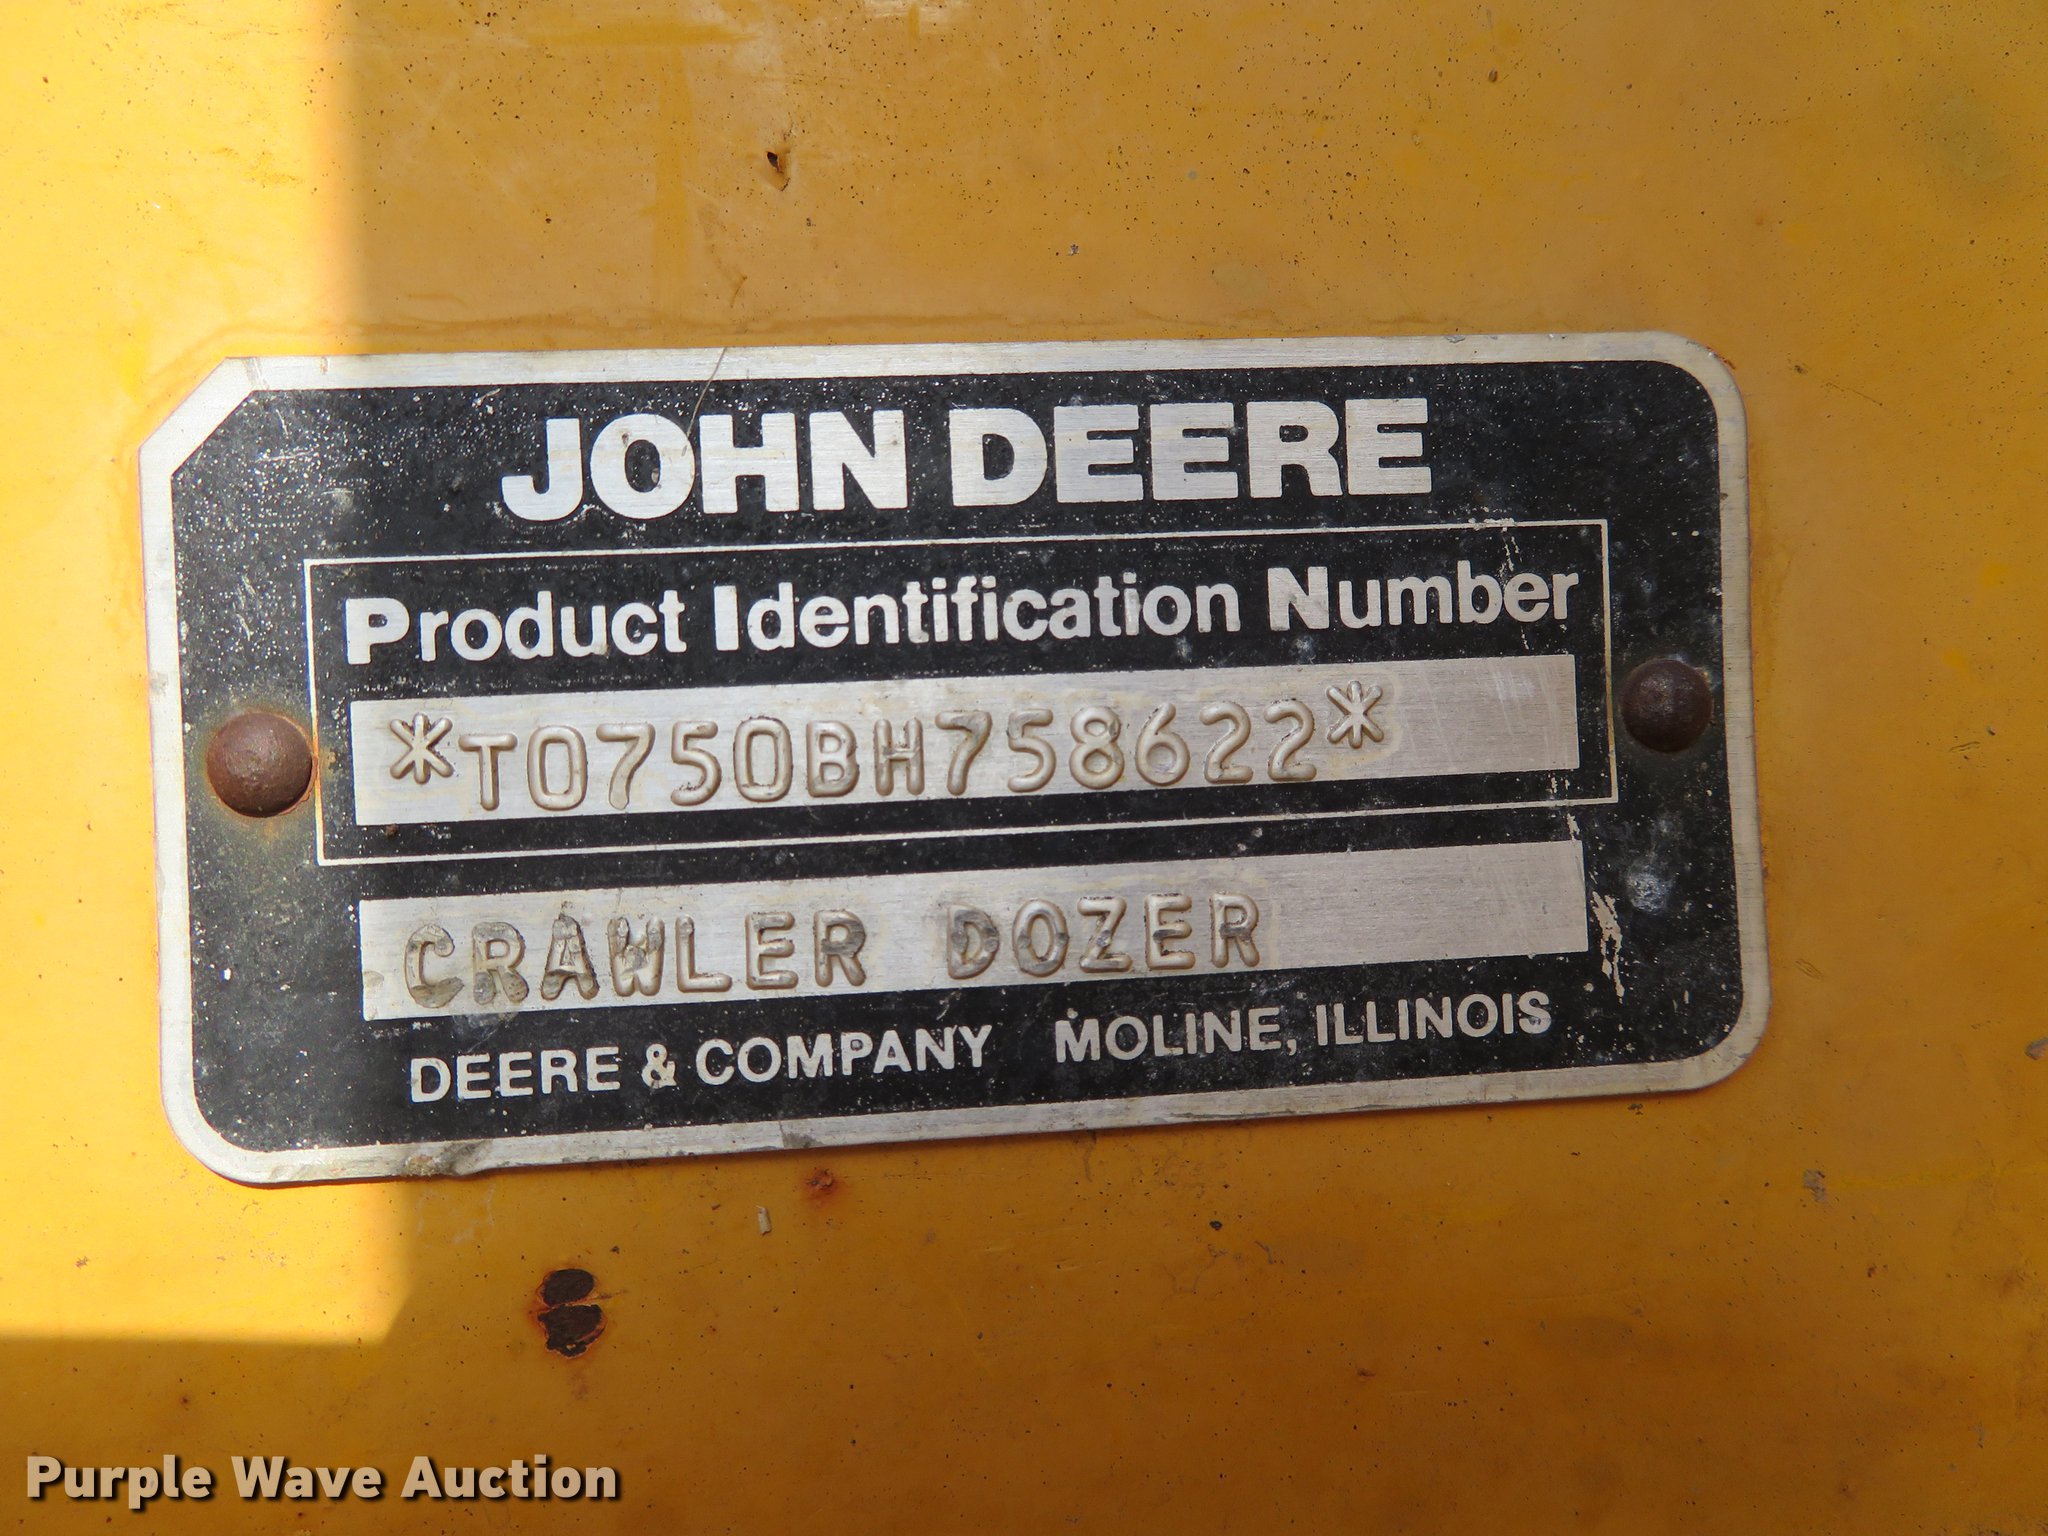 JOHN DEERE
Product Identification Number
*T0750BH758622*
CRAWLER DOZER
DEERE & COMPANY MOLINE, ILLINOIS
Purple Wave Auction